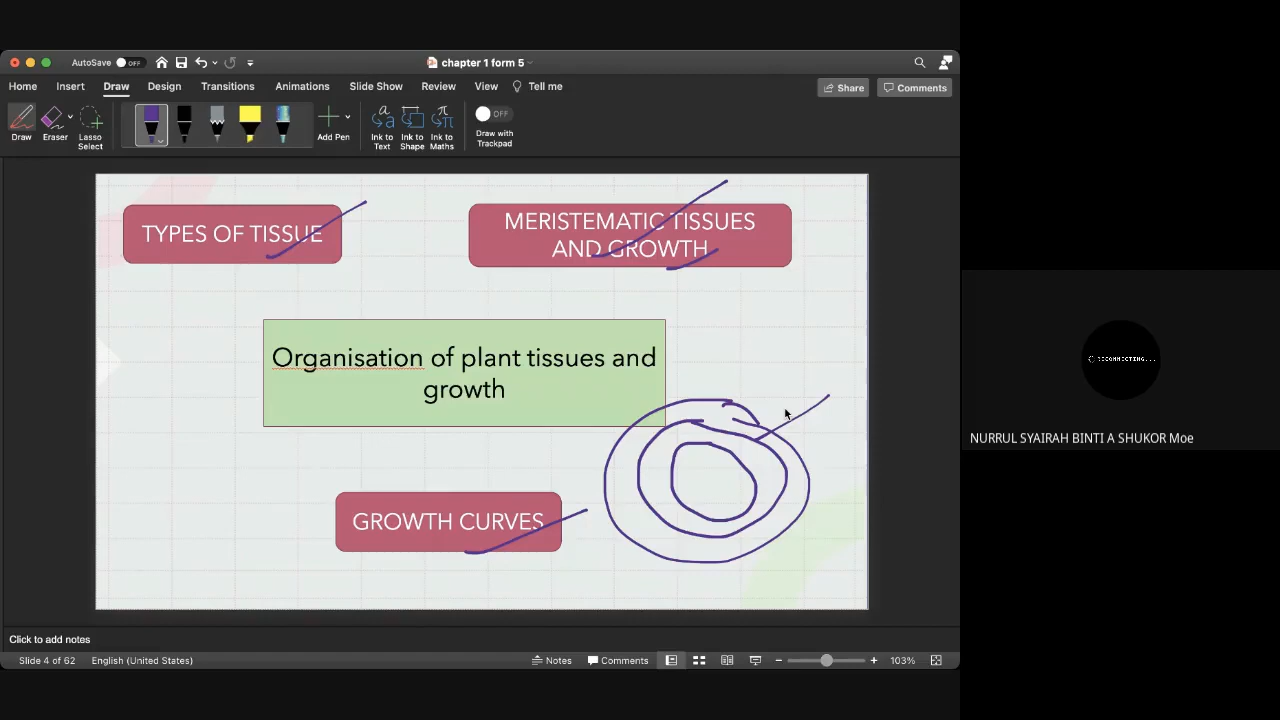 AutoSave OFF
chapter 1 form 5
Home Insert Draw Design Transitions Animations Slide Show Review View Tell me
Share Comments
Draw
Eraser
Lasso
Select
Add Pen
Ink to
Text
Ink to
Shape
Ink to
Maths
OFF
Draw with
Trackpad
TYPES OF TISSUE
MERISTEMATIC TISSUES
AND GROWTH
Organisation of plant tissues and
growth
GROWTH CURVES
RECONNECTING...
NURRUL SYAIRAH BINTI A SHUKOR Moe
Click to add notes
Slide 4 of 62 English (United States) Notes Comments 103%